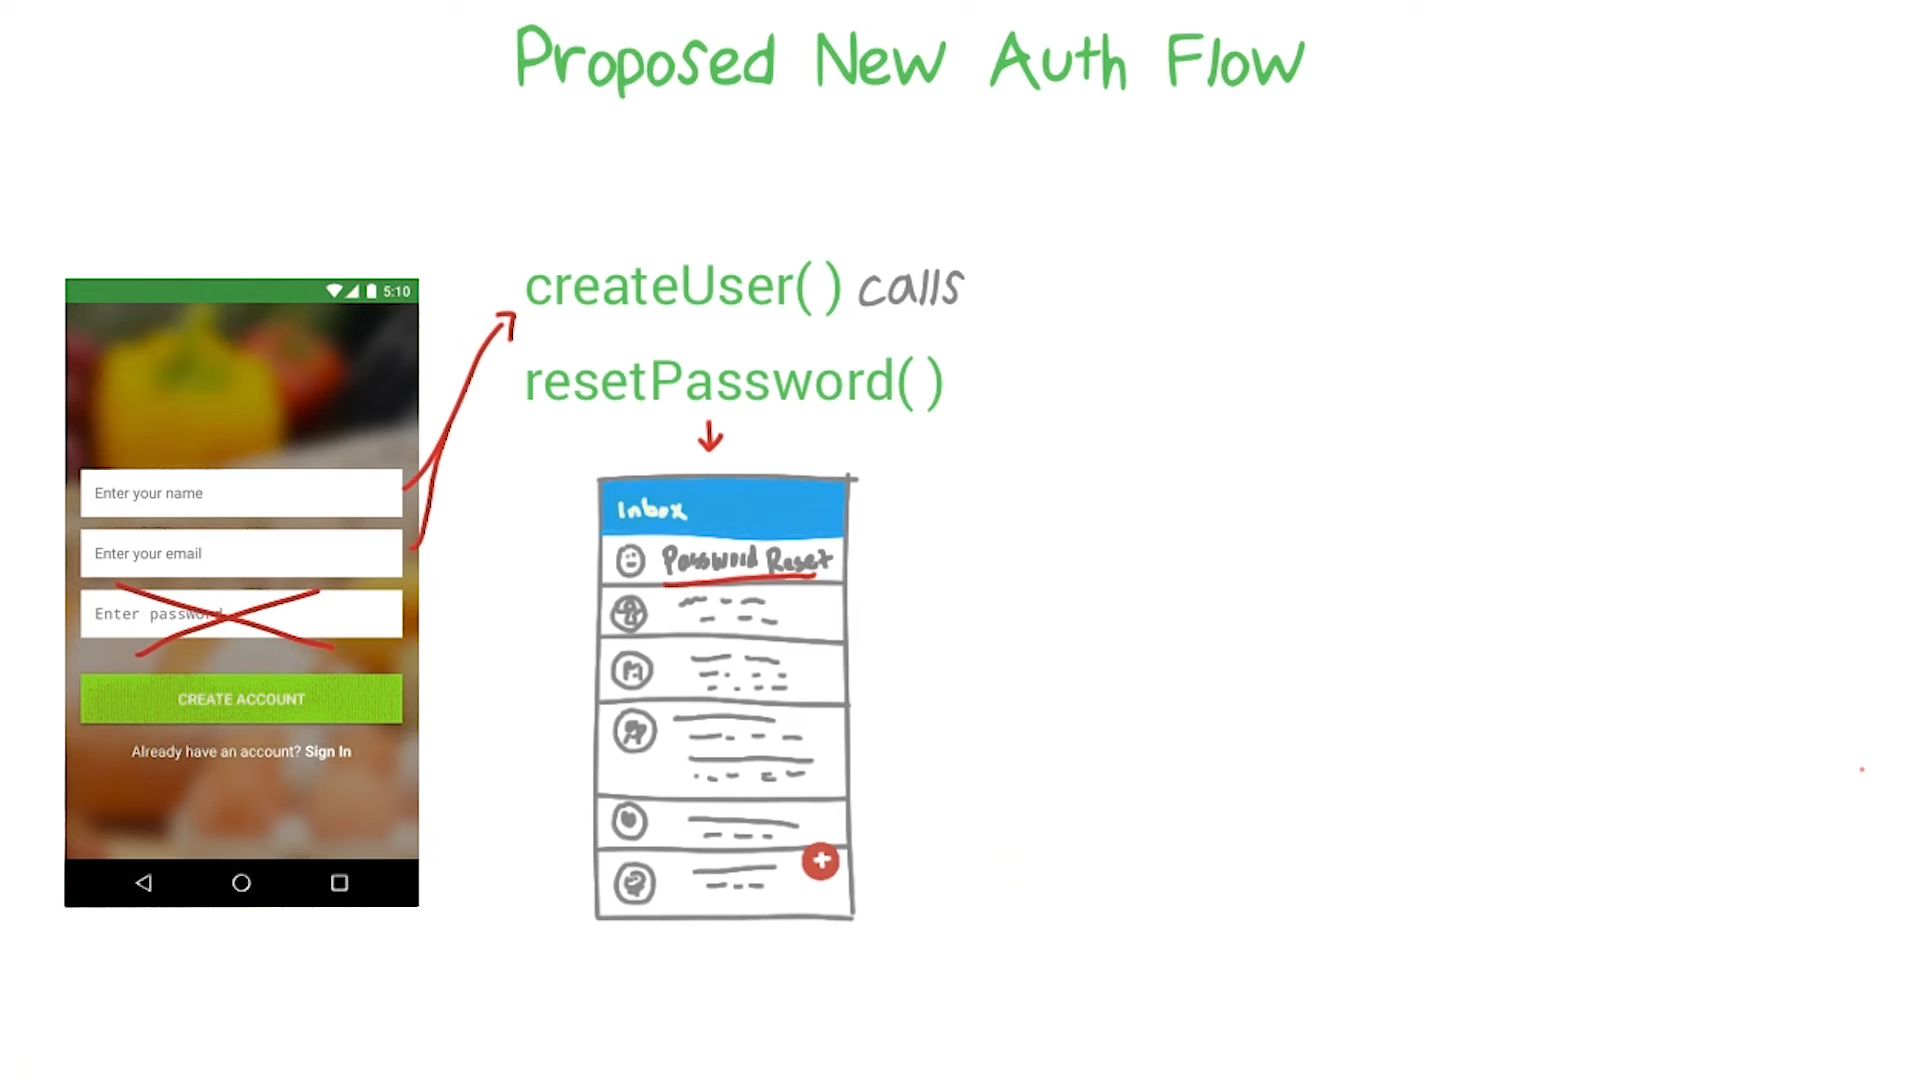 Proposed New Auth Flow
5:10
Enter your name
Enter your email
Enter password
CREATE ACCOUNT
Already have an account? Sign In
createUser() calls
resetPassword()
Inbox
Password Reset